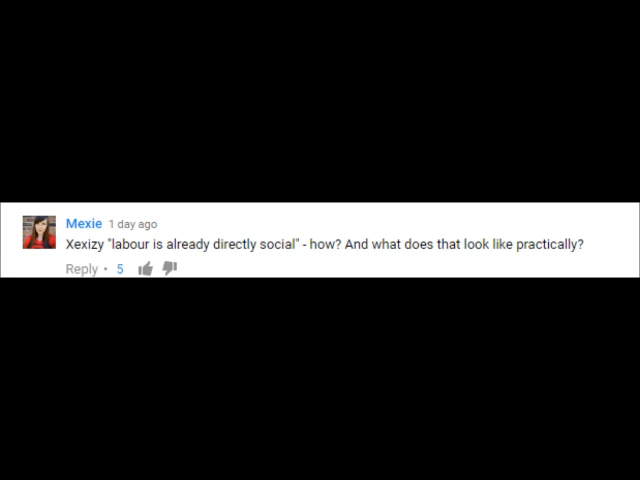 Mexie 1 day ago
Xexizy "labour is already directly social" - how? And what does that look like practically?
Reply • 5